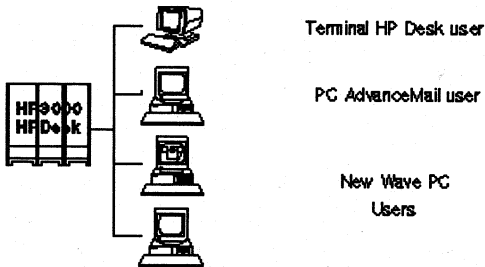 Terminal HP Desk user
HP3000
HPDesk
PC AdvanceMail user
New Wave PC
Users